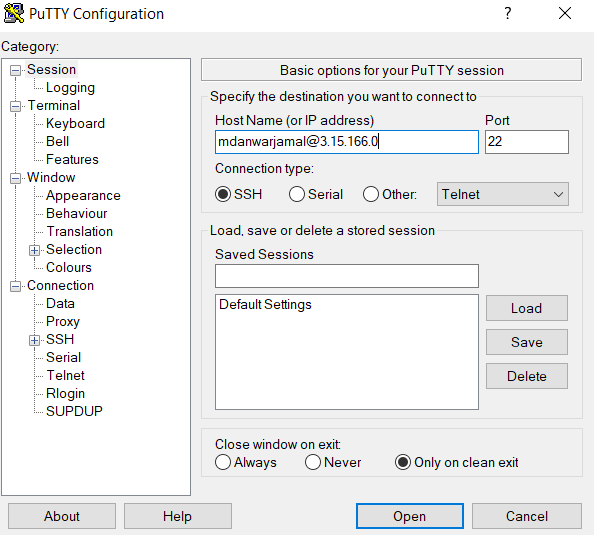 PuTTY Configuration
?
Category:
Session
Logging
Terminal
Keyboard
Bell
Features
Window
Appearance
Behaviour
Translation
Selection
Colours
Connection
Data
Proxy
SSH
Serial
Telnet
Rlogin
SUPDUP
Basic options for your PuTTY session
Specify the destination you want to connect to
Host Name (or IP address) Port
mdanwarjamal@3.15.166.0 22
Connection type:
SSH Serial Other: Telnet
Load, save or delete a stored session
Saved Sessions
Default Settings
Load
Save
Delete
Close window on exit:
Always Never Only on clean exit
About Help Open Cancel